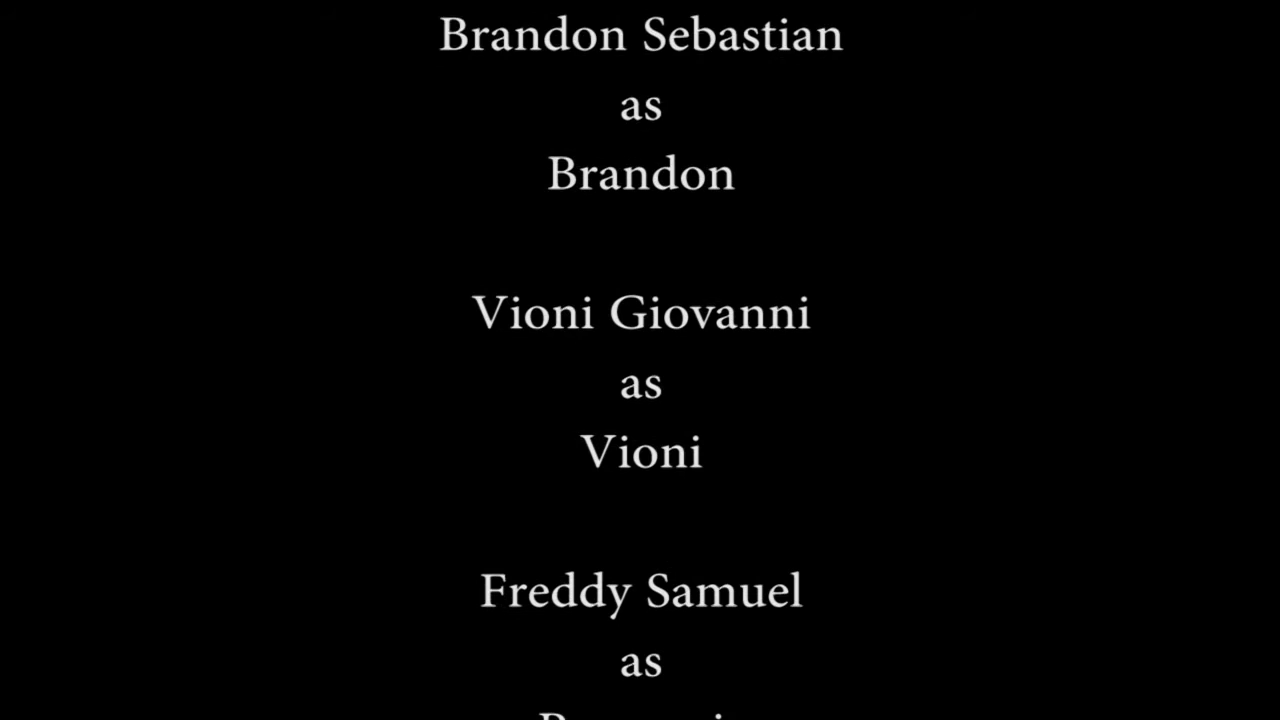 Brandon Sebastian
as
Brandon
Vioni Giovanni
as
Vioni
Freddy Samuel
as